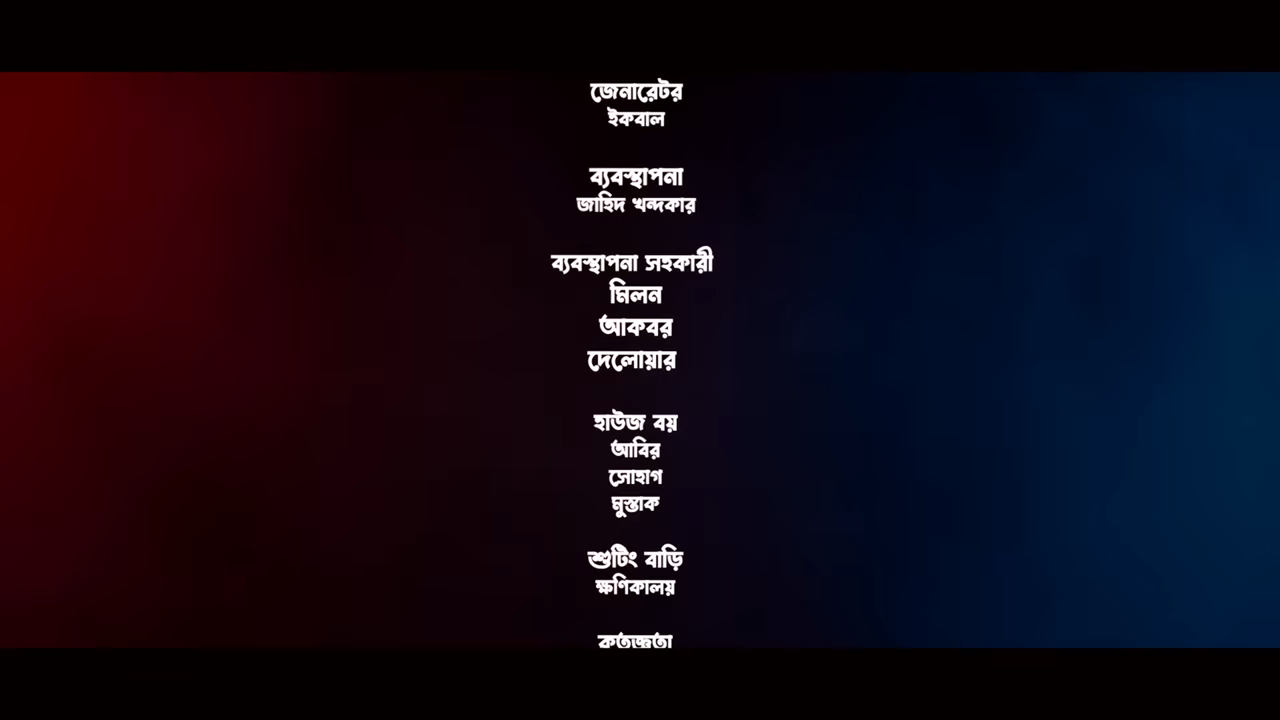 জেনারেটর
ইকবাল
ব্যবস্থাপনা
জাহিদ খন্দকার
ব্যবস্থাপনা সহকারী
মিলন
আকবর
দেলোয়ার
হাউজ বয়
আবির
সোহাগ
মুস্তাক
শুটিং বাড়ি
ক্ষণিকালয়
কৃতজ্ঞতা